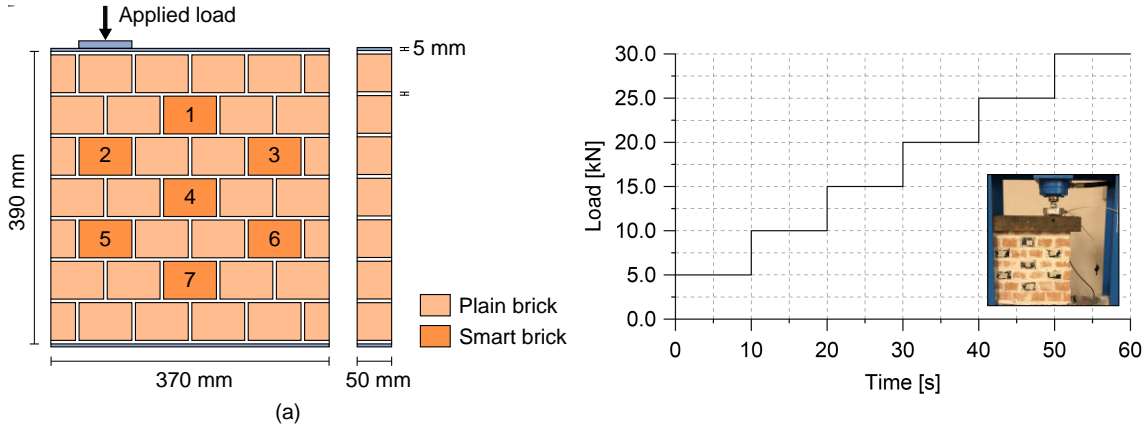 Applied load
5 mm
1
2
3
4
5
6
7
390 mm
Plain brick
Smart brick
370 mm
50 mm
(a)
Load [kN]
30.0
25.0
20.0
15.0
10.0
5.0
0.0
0 10 20 30 40 50 60
Time [s]